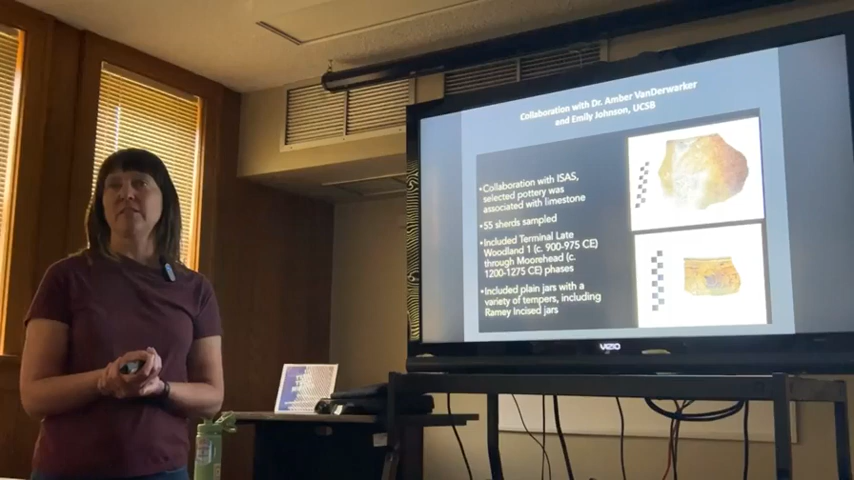 Collaboration with Dr. Amber VanDerwarker
and Emily Johnson, UCSB
•Collaboration with ISAS,
selected pottery was
associated with limestone
•55 sherds sampled
•Included Terminal Late
Woodland 1 (c. 900-975 CE)
through Moorehead (c.
1200-1275 CE) phases
•Included plain jars with a
variety of tempers, including
Ramey Incised jars
VIZIO